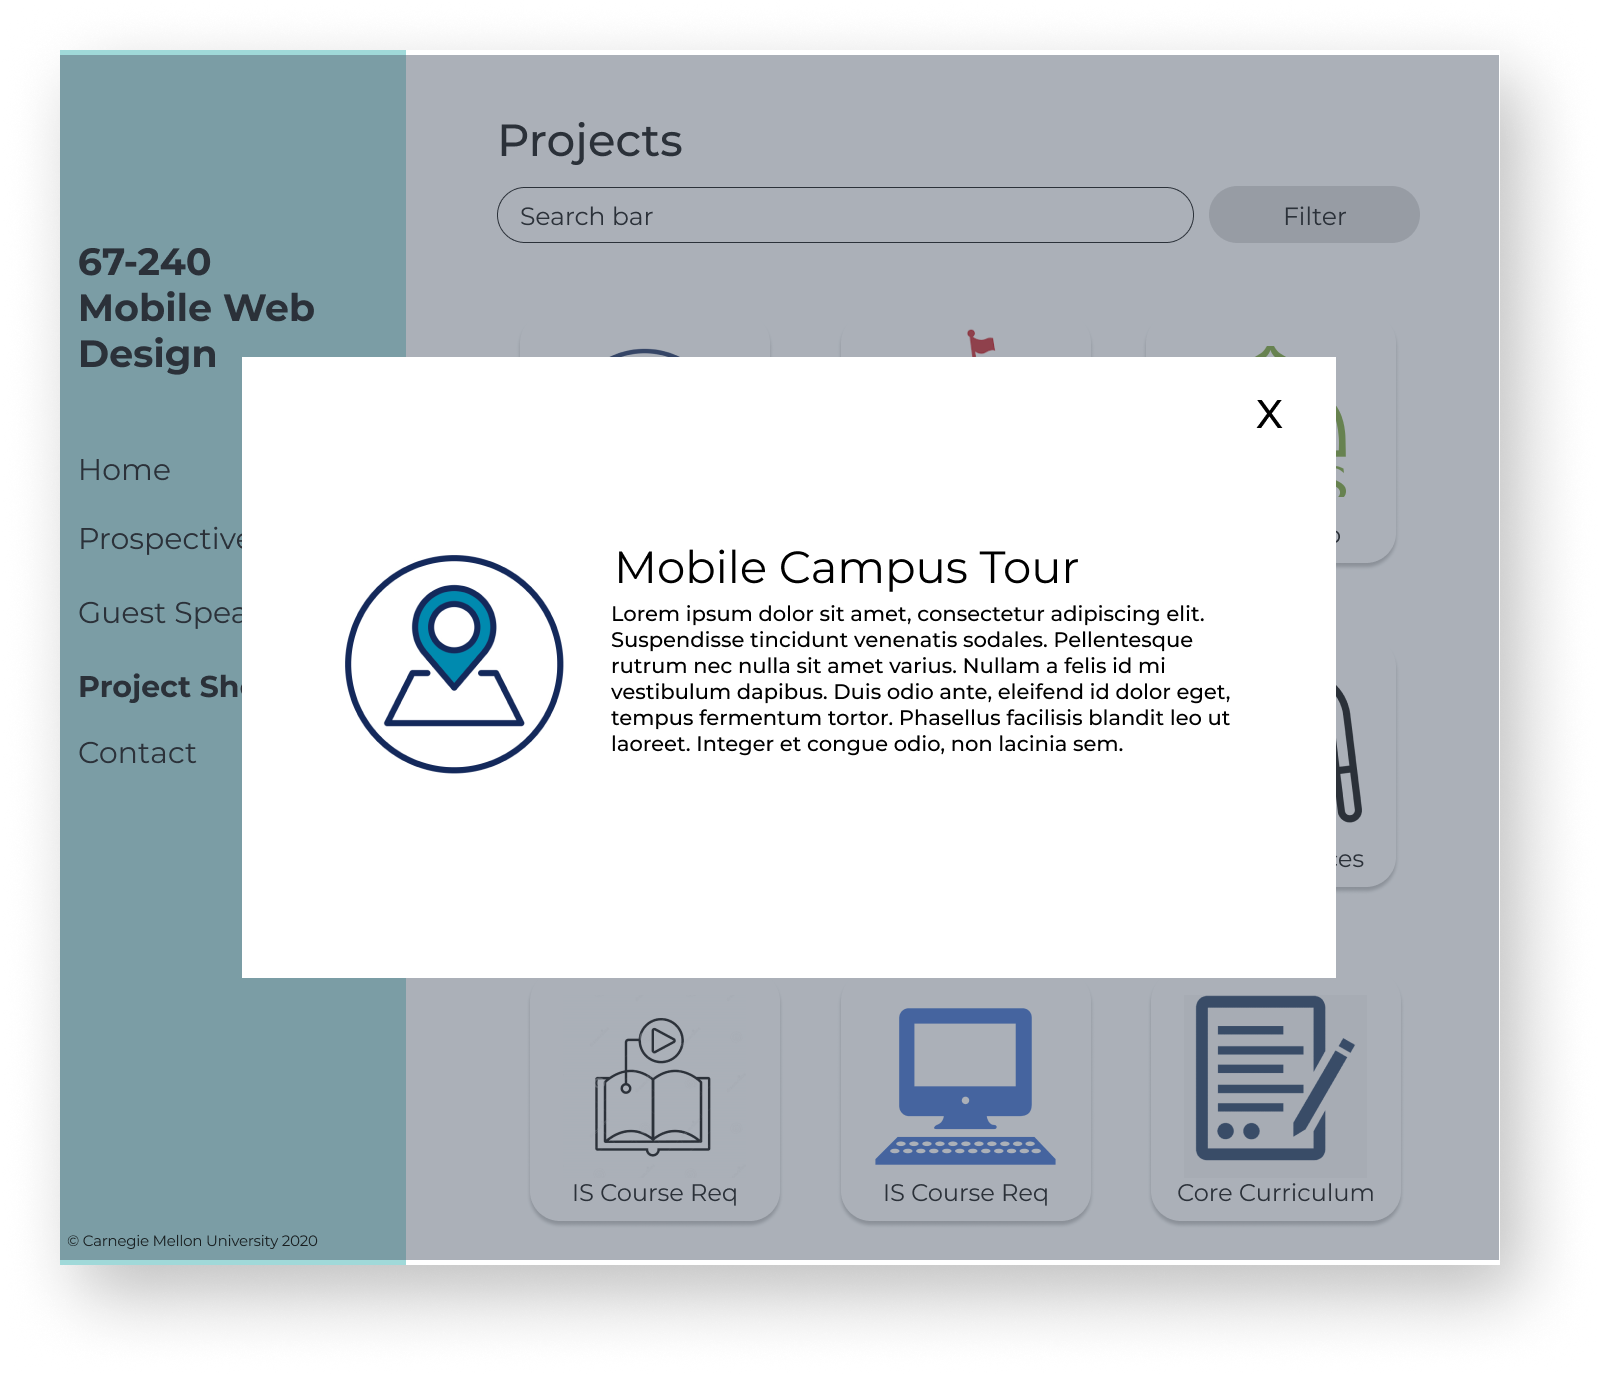 Projects
Search bar
Filter
67-240
Mobile Web
Design
Home
Guest
Project
Contact
X
Mobile Campus Tour
Lorem ipsum dolor sit amet, consectetur adipiscing elit.
Suspendisse tincidunt venenatis sodales. Pellentesque
rutrum nec nulla sit amet varius. Nullam a felis id mi
vestibulum dapibus. Duis odio ante, eleifend id dolor eget,
tempus fermentum tortor. Phasellus facilisis blandit leo ut
laoreet. Integer et congue odio, non lacinia sem.
IS Course Req
IS Course Req
Core Curriculum
© Carnegie Mellon University 2020